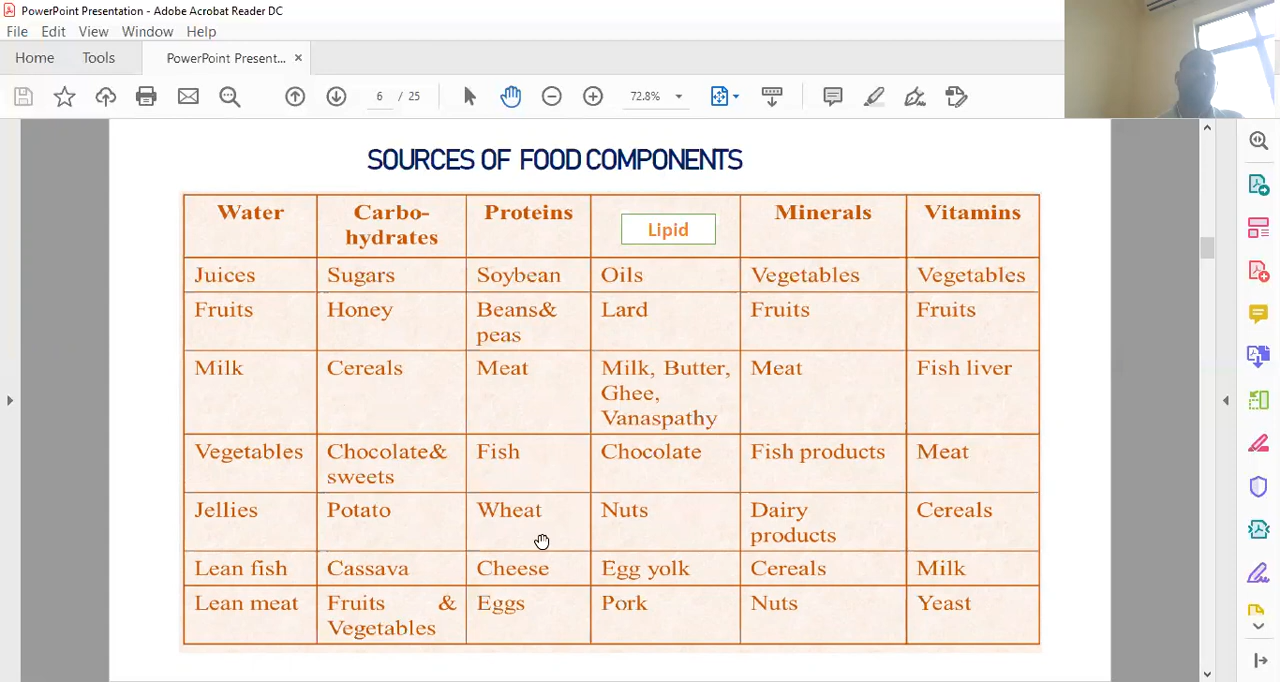 PowerPoint Presentation - Adobe Acrobat Reader DC
File Edit View Window Help
Home Tools PowerPoint Present... ×
6 / 25 72.8%
SOURCES OF FOOD COMPONENTS
Water Carbo- Proteins Lipid Minerals Vitamins
hydrates
Juices Sugars Soybean Oils Vegetables Vegetables
Fruits Honey Beans& Lard Fruits Fruits
peas
Milk Cereals Meat Milk, Butter, Meat Fish liver
Ghee,
Vanaspathy
Vegetables Chocolate& Fish Chocolate Fish products Meat
sweets
Jellies Potato Wheat Nuts Dairy Cereals
products
Lean fish Cassava Cheese Egg yolk Cereals Milk
Lean meat Fruits & Eggs Pork Nuts Yeast
Vegetables